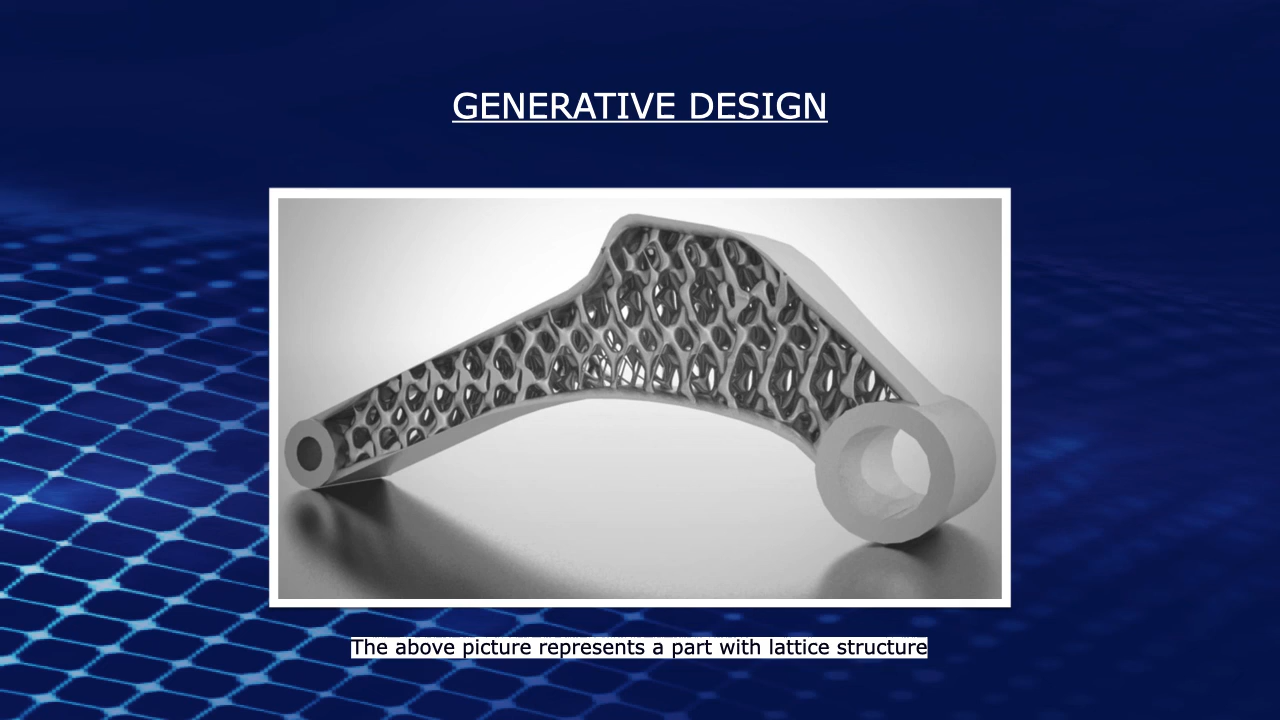 GENERATIVE DESIGN
The above picture represents a part with lattice structure